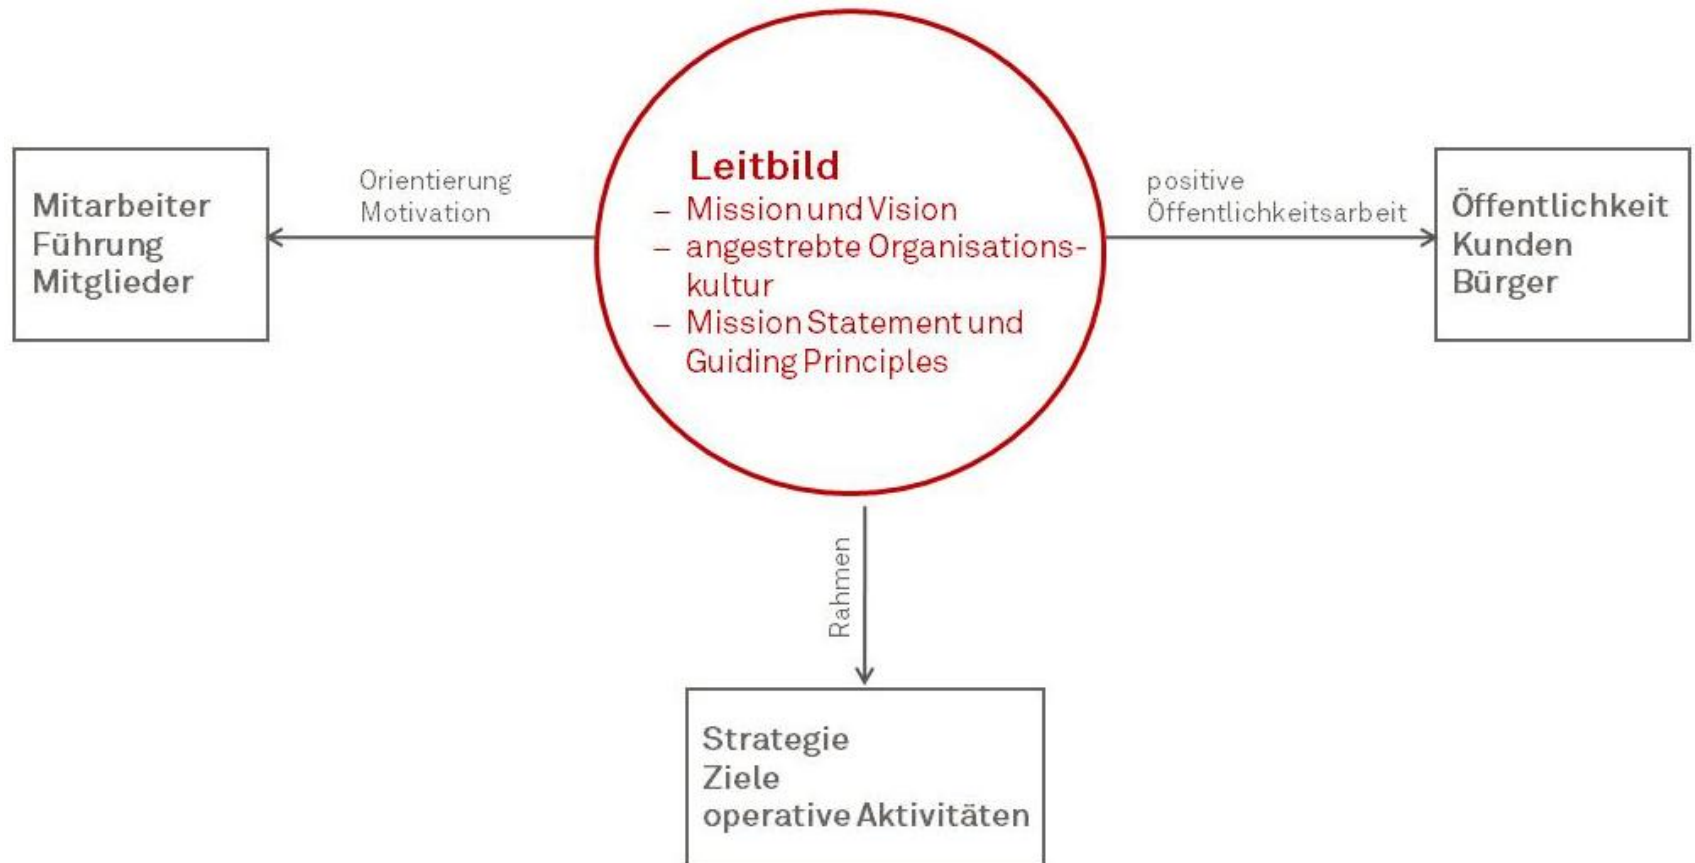 Leitbild
– Mission und Vision
– angestrebte Organisations-
kultur
– Mission Statement und
Guiding Principles
Orientierung
Motivation
Mitarbeiter
Führung
Mitglieder
positive
Öffentlichkeitsarbeit
Öffentlichkeit
Kunden
Bürger
Rahmen
Strategie
Ziele
operative Aktivitäten